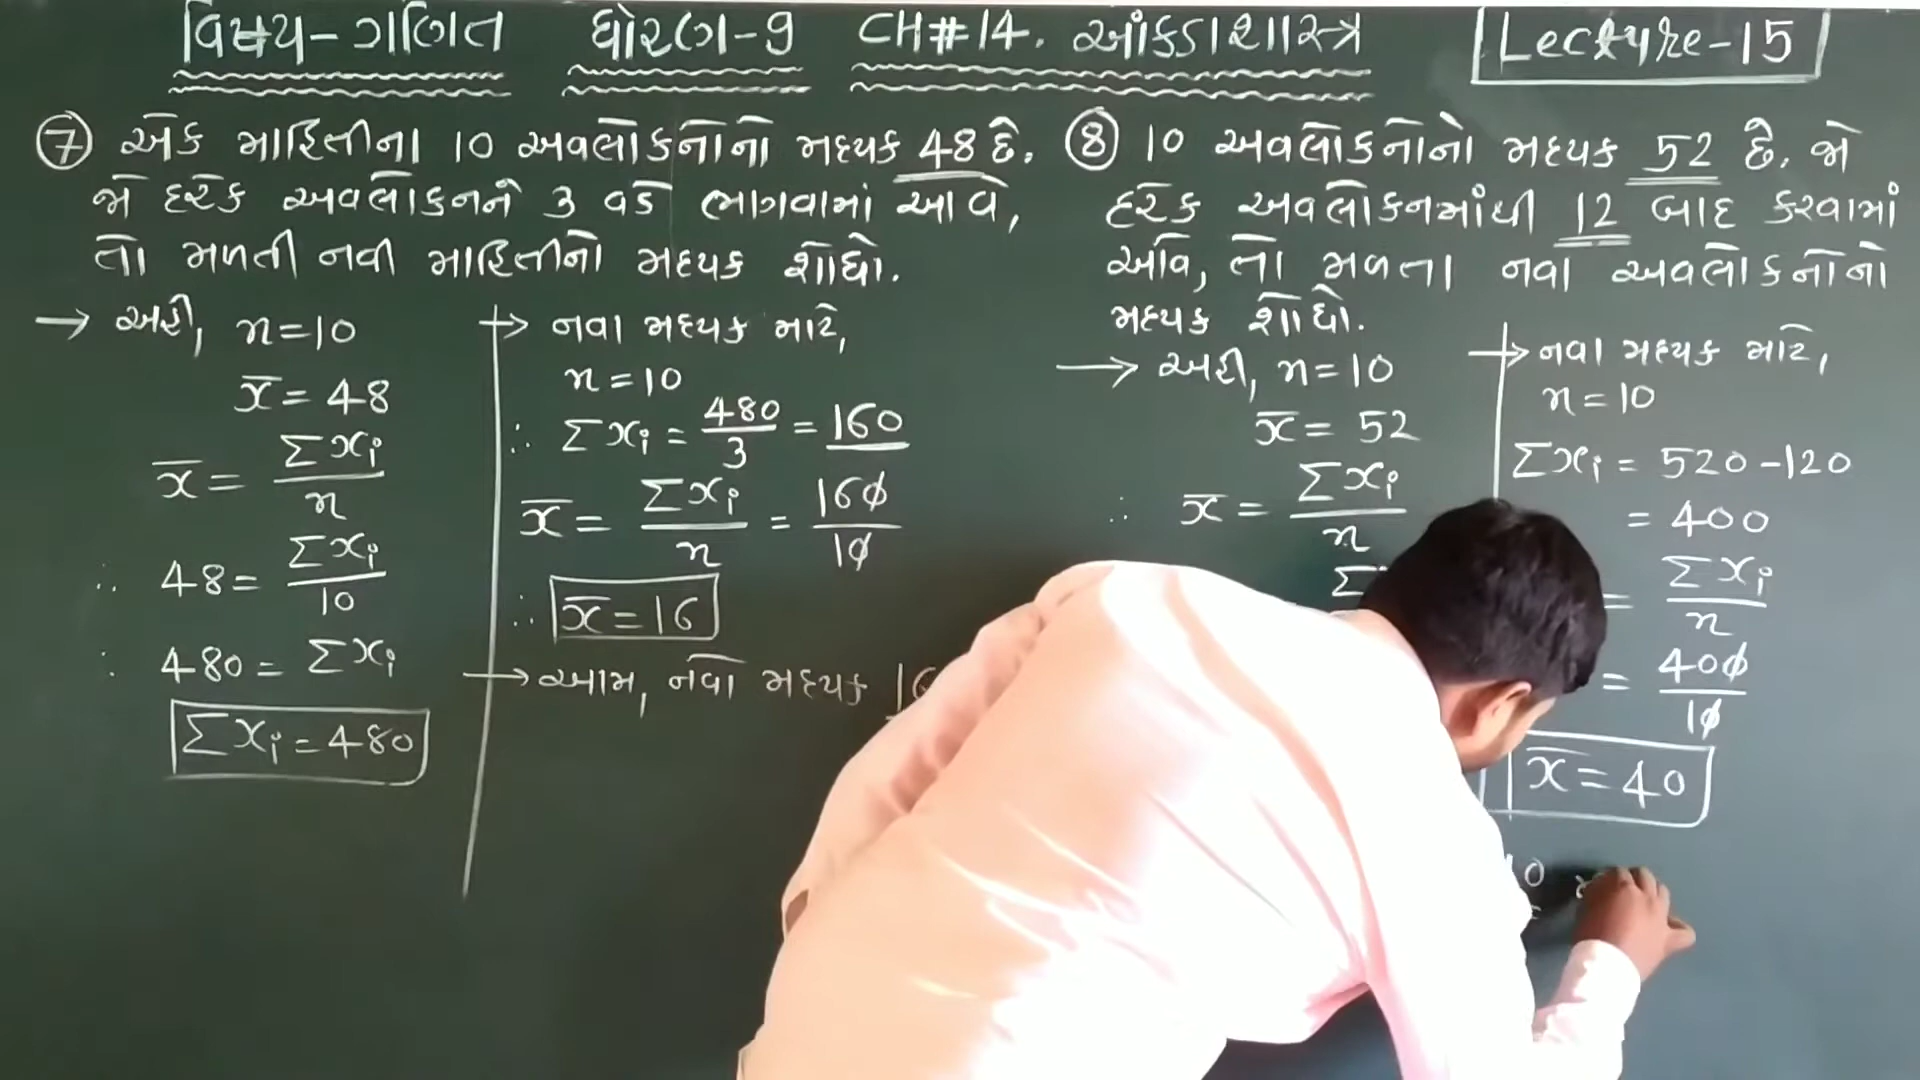 વિષય - ગણિત ધોરણ - 9 CH # 14. આંકડાશાસ્ત્ર Lecture - 15
⑦ એક માહિતીના 10 અવલોકનોનો મધ્યક 48 છે.
જો દરેક અવલોકનને 3 વડે ભાગવામાં આવે,
તો મળતી નવી માહિતીનો મધ્યક શોધો.
→ અહી, n = 10
x̅ = 48
x̅ = Σxi / n
∴ 48 = Σxi / 10
∴ 480 = Σxi
Σxi = 480
→ નવા મધ્યક માટે,
n = 10
∴ Σxi = 480 / 3 = 160
x̅ = Σxi / n = 160 / 10
∴ x̅ = 16
→ આમ, નવો મધ્યક
⑧ 10 અવલોકનોનો મધ્યક 52 છે. જો
દરેક અવલોકનમાંથી 12 બાદ કરવામાં
આવે, તો મળતા નવા અવલોકનોનો
મધ્યક શોધો.
→ અહી, n = 10
x̅ = 52
∴ x̅ = Σxi / n
Σ
→ નવા મધ્યક માટે,
n = 10
Σxi = 520 - 120
= 400
= Σxi / n
= 400 / 10
x̅ = 40